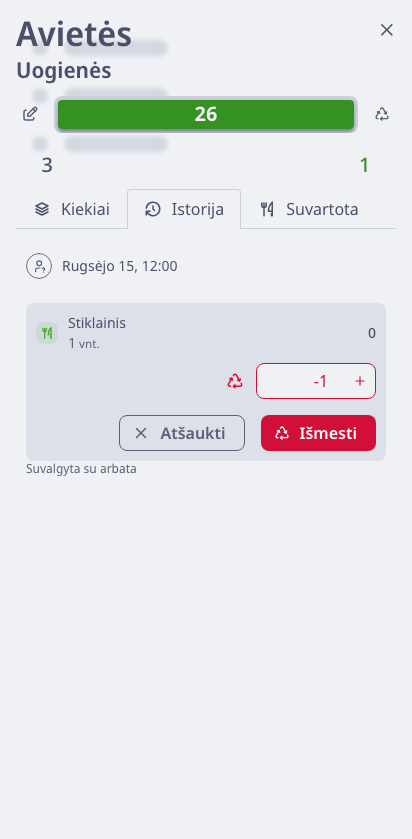 Avietės
Uogienės
26
3
1
Kiekiai
Istorija
Suvartota
Rugsėjo 15, 12:00
Stiklainis
1 vnt.
0
-1 +
Atšaukti
Išmesti
Suvalgyta su arbata